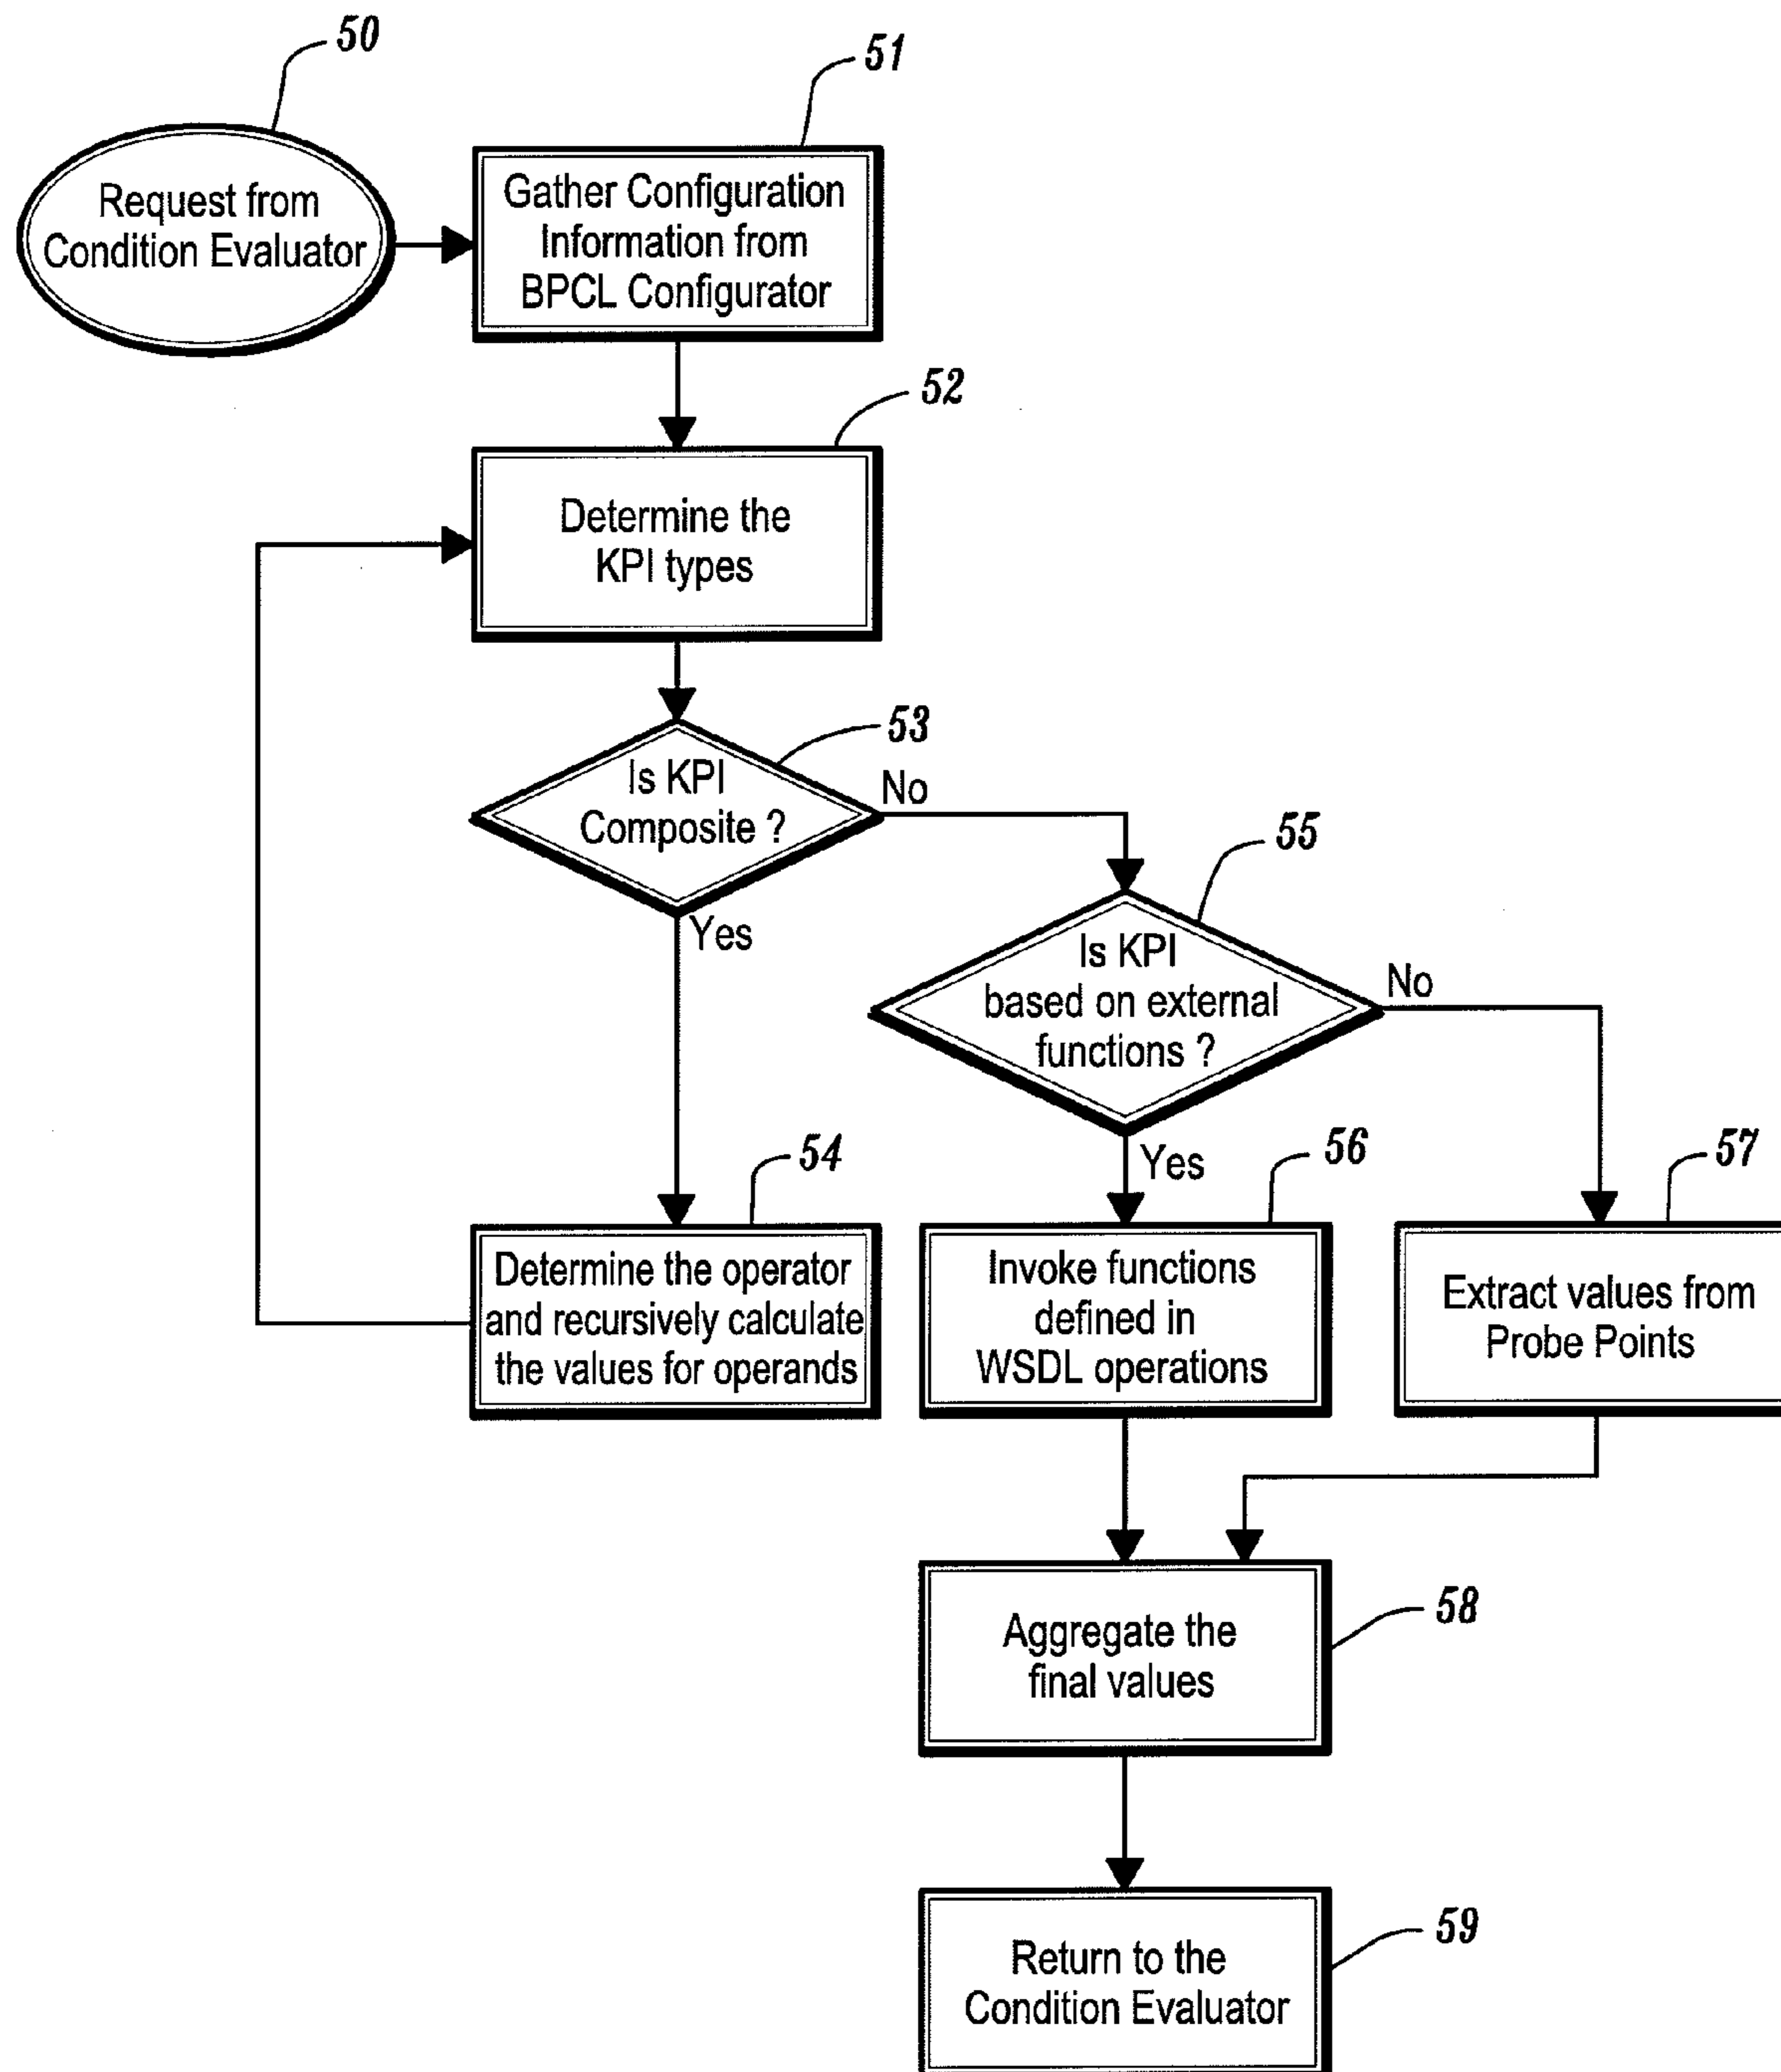 50
51
Request from
Condition Evaluator
Gather Configuration
Information from
BPCL Configurator
52
Determine the
KPI types
53
Is KPI
Composite ?
No
Yes
55
Is KPI
based on external
functions ?
No
Yes
54
Determine the operator
and recursively calculate
the values for operands
56
Invoke functions
defined in
WSDL operations
57
Extract values from
Probe Points
58
Aggregate the
final values
59
Return to the
Condition Evaluator